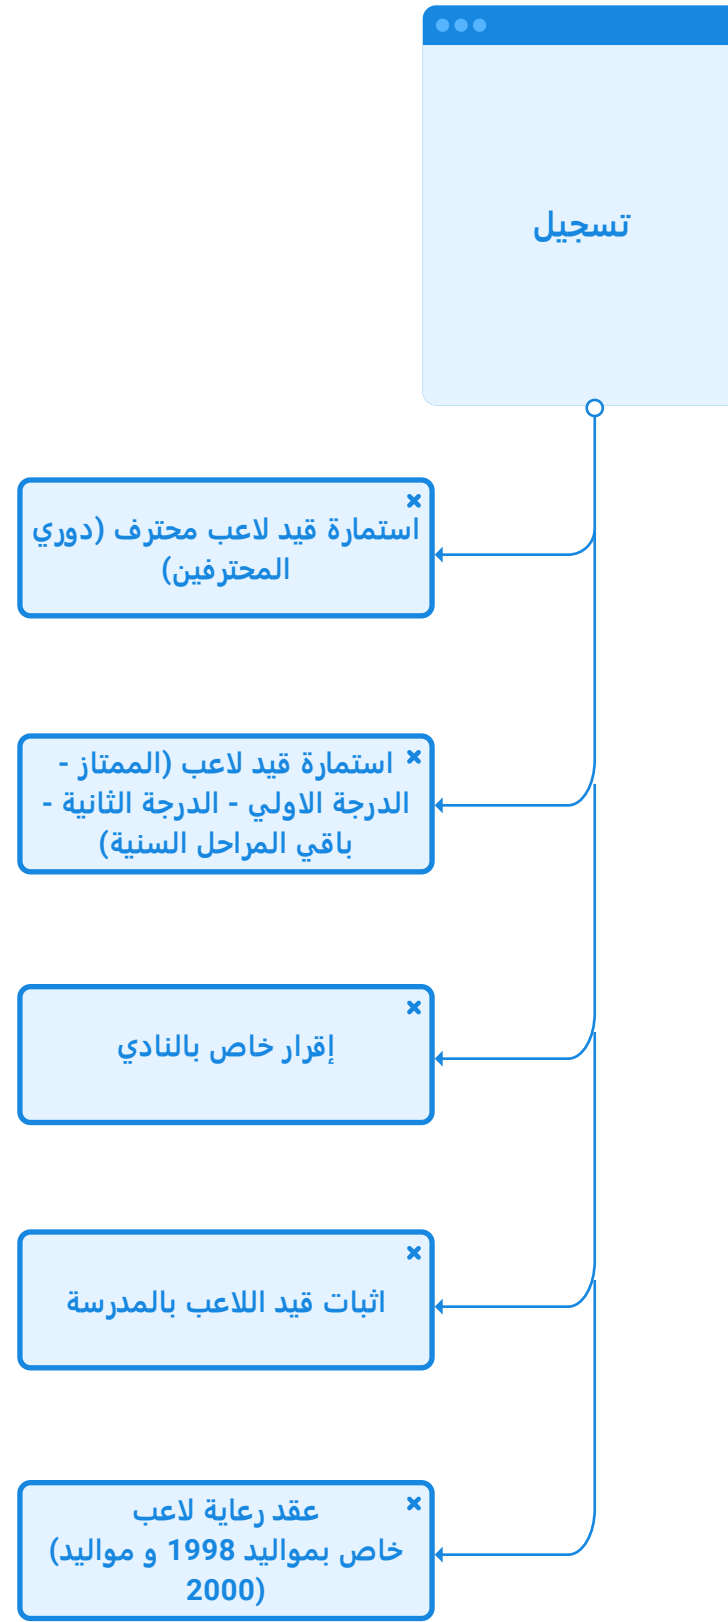 تسجيل
استمارة قيد لاعب محترف (دوري
المحترفين)
استمارة قيد لاعب (الممتاز -
الدرجة الاولي - الدرجة الثانية -
باقي المراحل السنية)
إقرار خاص بالنادي
اثبات قيد اللاعب بالمدرسة
عقد رعاية لاعب
خاص بمواليد 1998 و مواليد)
(2000